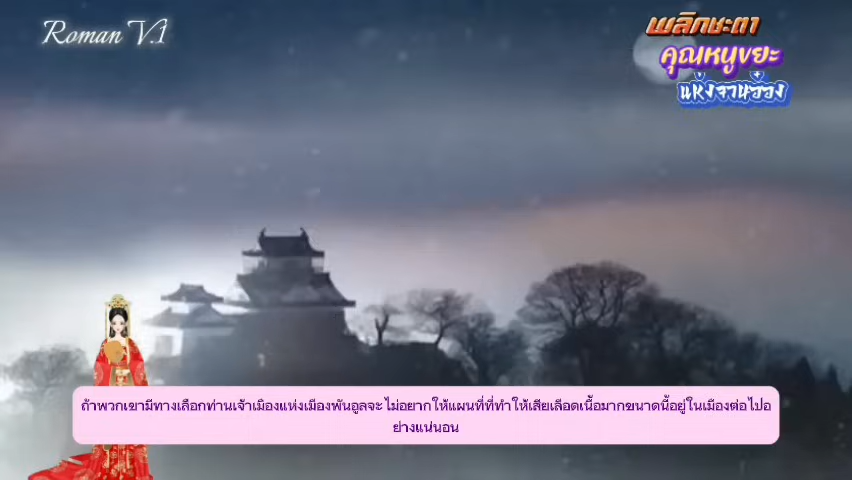 Roman V.1
พลิกชะตา
คุณหนูขยะ
แห่งจวนอ๋อง
ถ้าพวกเขามีทางเลือกท่านเจ้าเมืองแห่งเมืองพันอูลจะไม่อยากให้แผนที่ที่ทำให้เสียเลือดเนื้อมากขนาดนี้อยู่ในเมืองต่อไปอ
ย่างแน่นอน